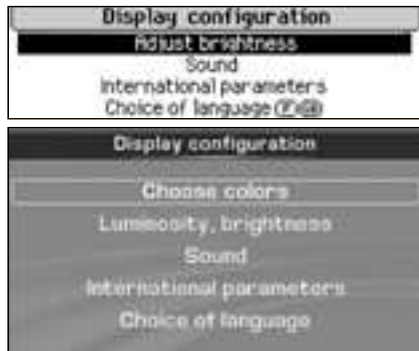 Display configuration
Adjust brightness
Sound
International parameters
Choice of language (F/GB)
Display configuration
Choose colors
Luminosity, brightness
Sound
International parameters
Choice of language